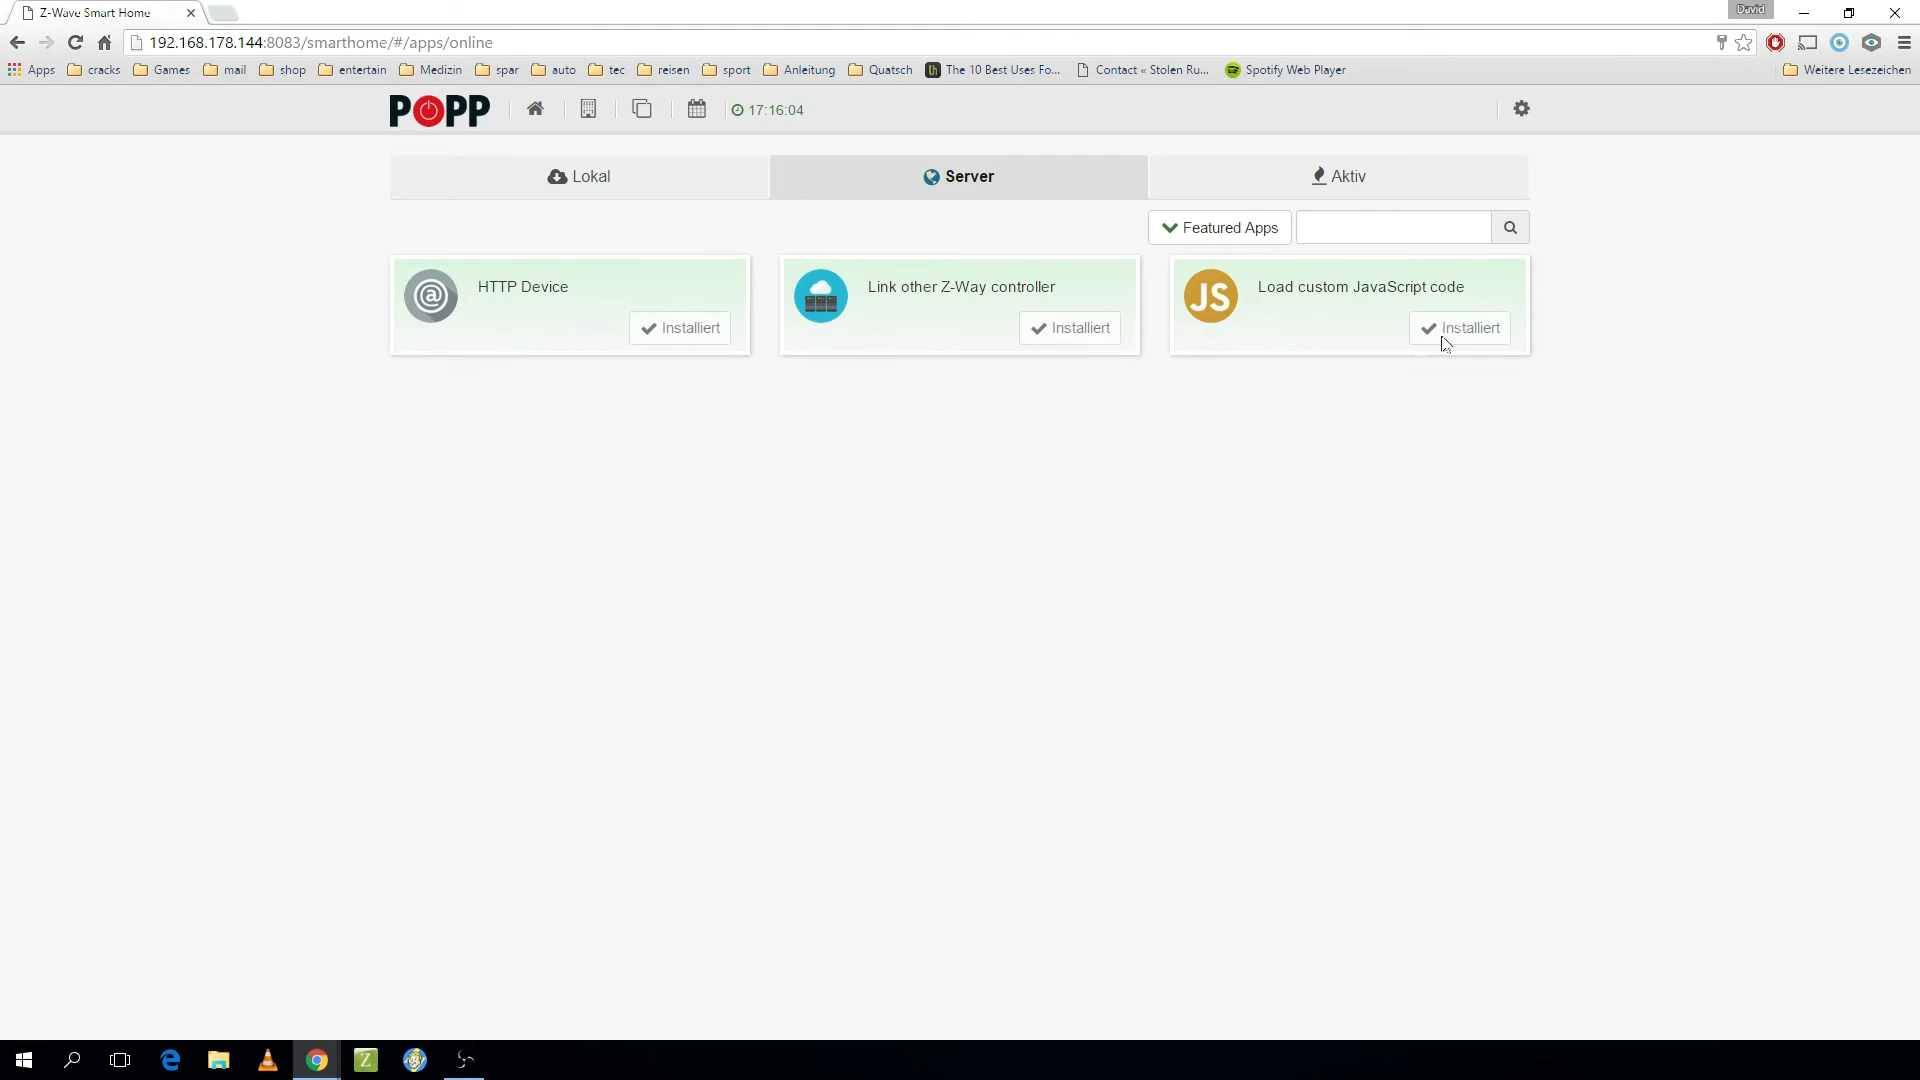 Z-Wave Smart Home
David
192.168.178.144:8083/smarthome/#/apps/online
Apps cracks Games mail shop entertain Medizin spar auto tec reisen sport Anleitung Quatsch The 10 Best Uses Fo... Contact « Stolen Ru... Spotify Web Player Weitere Lesezeichen
POPP 17:16:04
Lokal Server Aktiv
Featured Apps
HTTP Device
Installiert
Link other Z-Way controller
Installiert
JS Load custom JavaScript code
Installiert